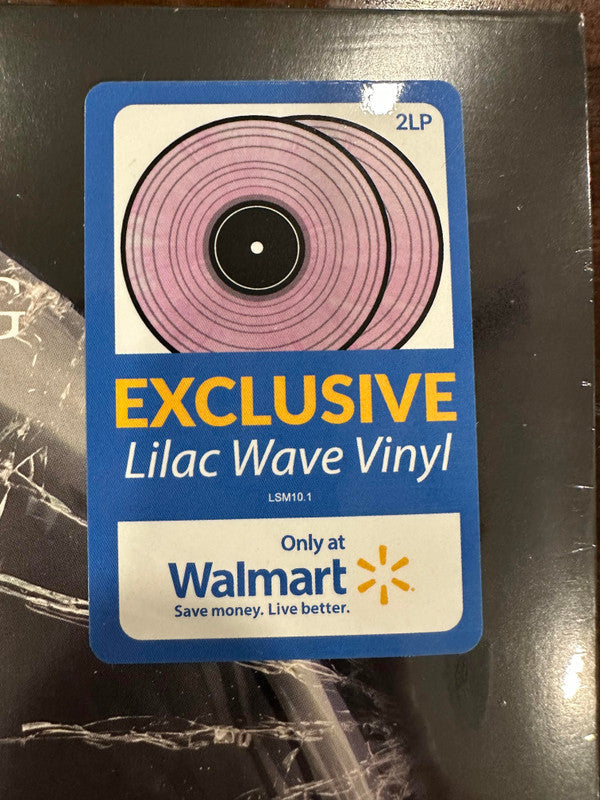 2LP
G
EXCLUSIVE
Lilac Wave Vinyl
LSM10.1
Only at
Walmart
Save money. Live better.